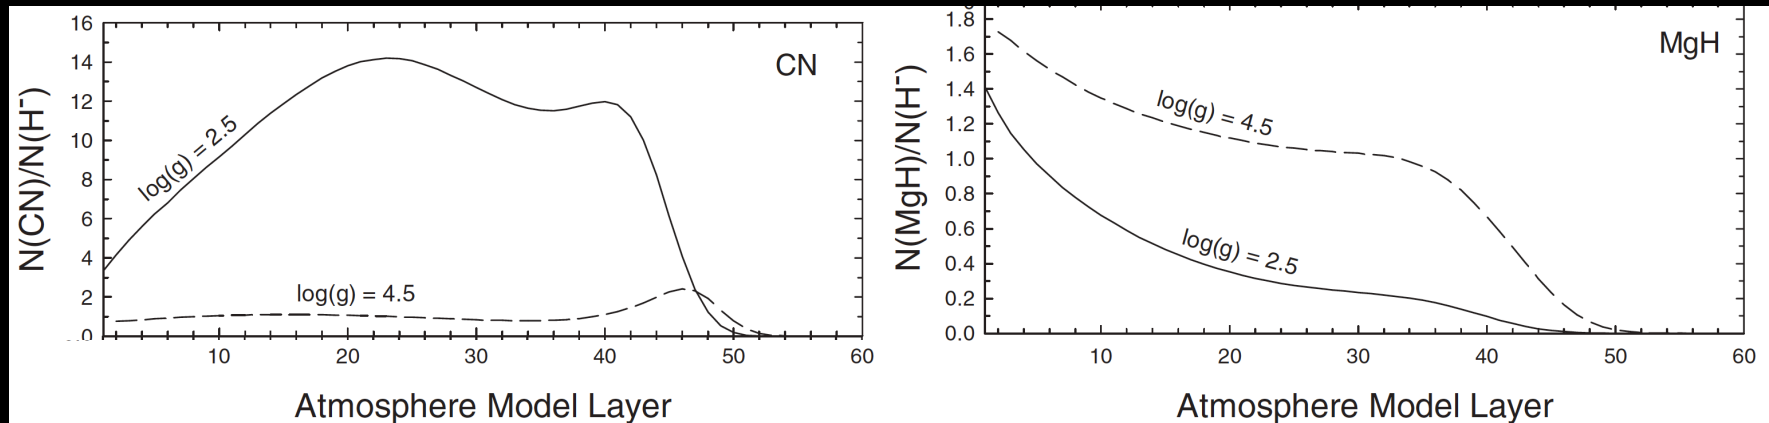 16
14
12
10
8
6
4
2
0
N(CN)/N(H⁻)
CN
log(g) = 2.5
log(g) = 4.5
10 20 30 40 50 60
Atmosphere Model Layer
1.8
1.6
1.4
1.2
1.0
0.8
0.6
0.4
0.2
0.0
N(MgH)/N(H⁻)
MgH
log(g) = 4.5
log(g) = 2.5
10 20 30 40 50 60
Atmosphere Model Layer